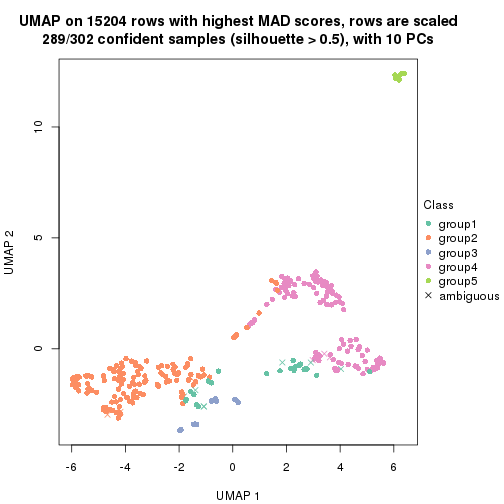 UMAP on 15204 rows with highest MAD scores, rows are scaled
289/302 confident samples (silhouette > 0.5), with 10 PCs
10
5
0
UMAP 2
-6
-4
-2
0
2
4
6
UMAP 1
Class
group1
group2
group3
group4
group5
ambiguous